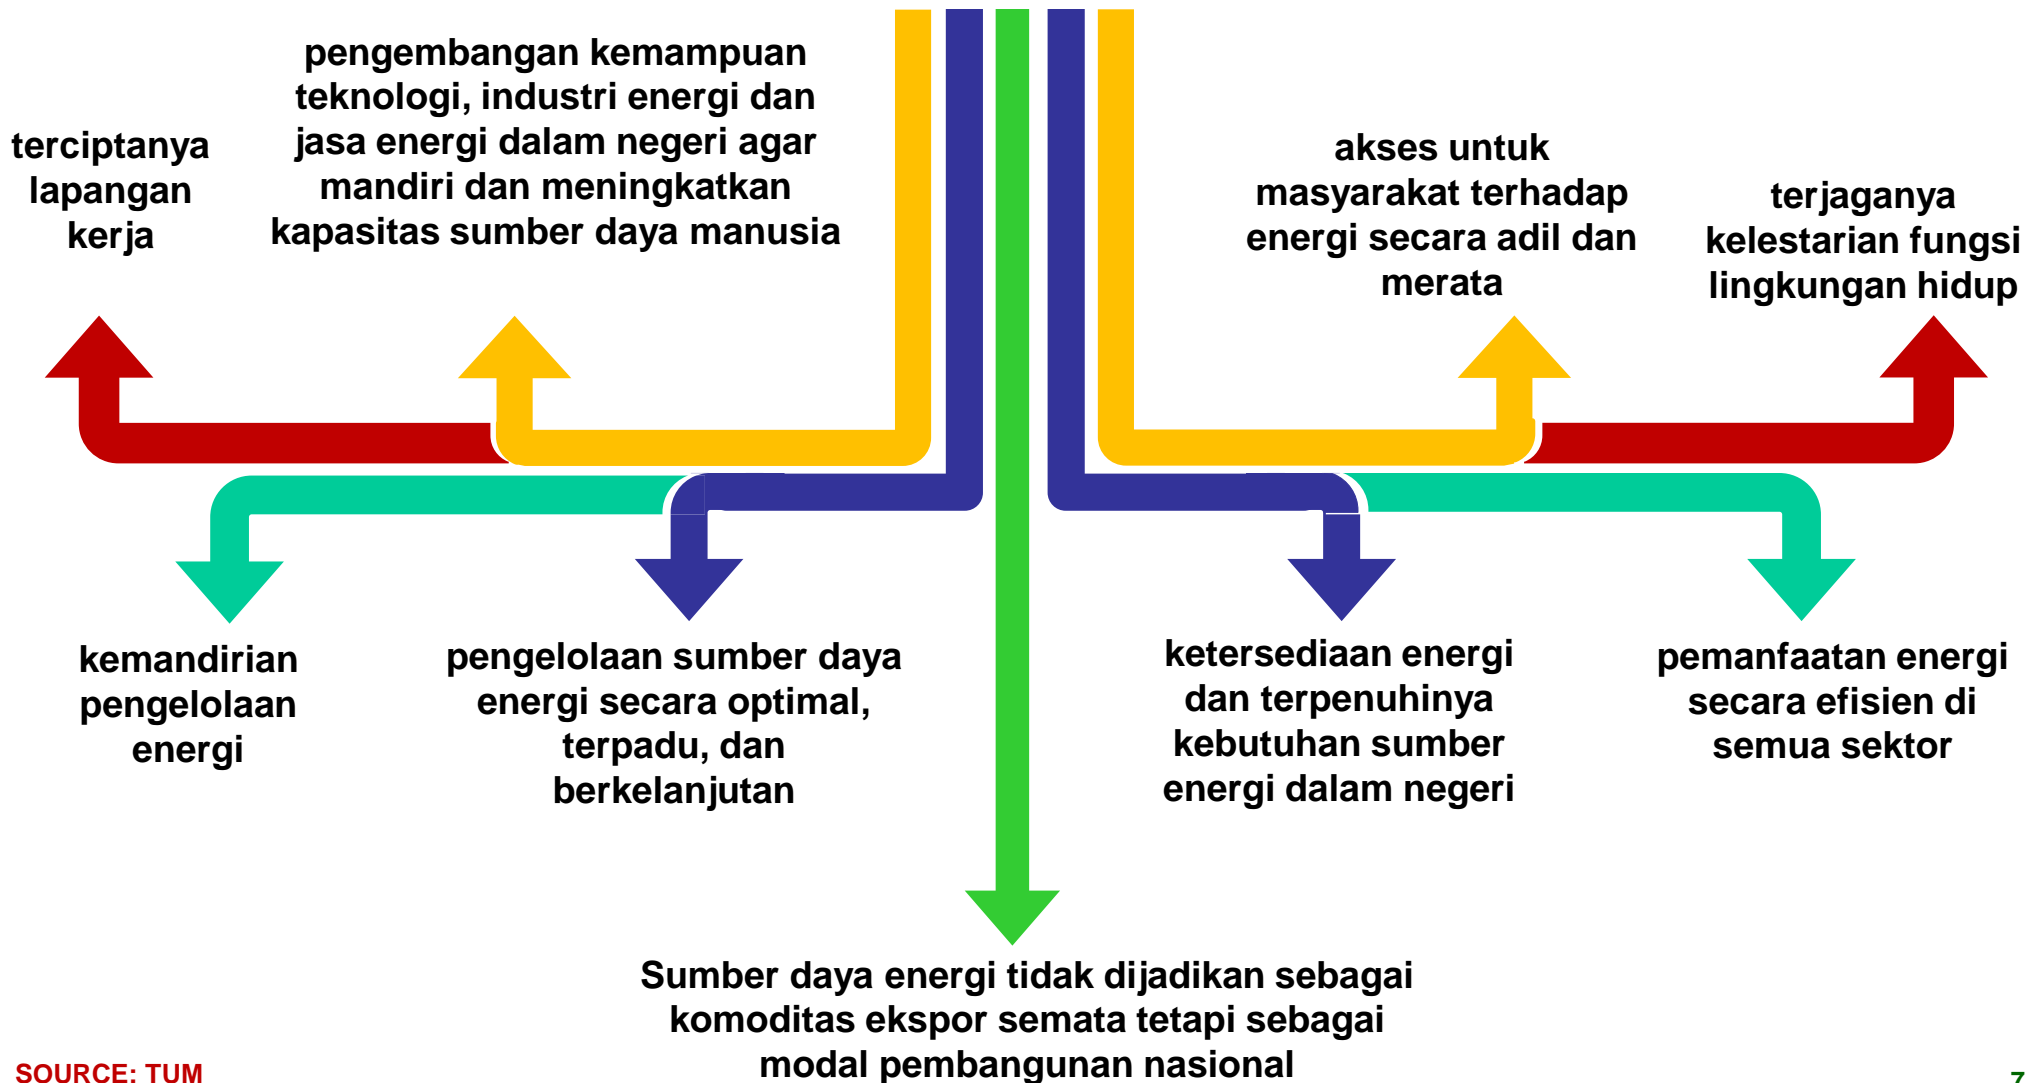 terciptanya
lapangan
kerja
pengembangan kemampuan
teknologi, industri energi dan
jasa energi dalam negeri agar
mandiri dan meningkatkan
kapasitas sumber daya manusia
akses untuk
masyarakat terhadap
energi secara adil dan
merata
terjaganya
kelestarian fungsi
lingkungan hidup
kemandirian
pengelolaan
energi
pengelolaan sumber daya
energi secara optimal,
terpadu, dan
berkelanjutan
ketersediaan energi
dan terpenuhinya
kebutuhan sumber
energi dalam negeri
pemanfaatan energi
secara efisien di
semua sektor
Sumber daya energi tidak dijadikan sebagai
komoditas ekspor semata tetapi sebagai
modal pembangunan nasional
SOURCE: TUM
7